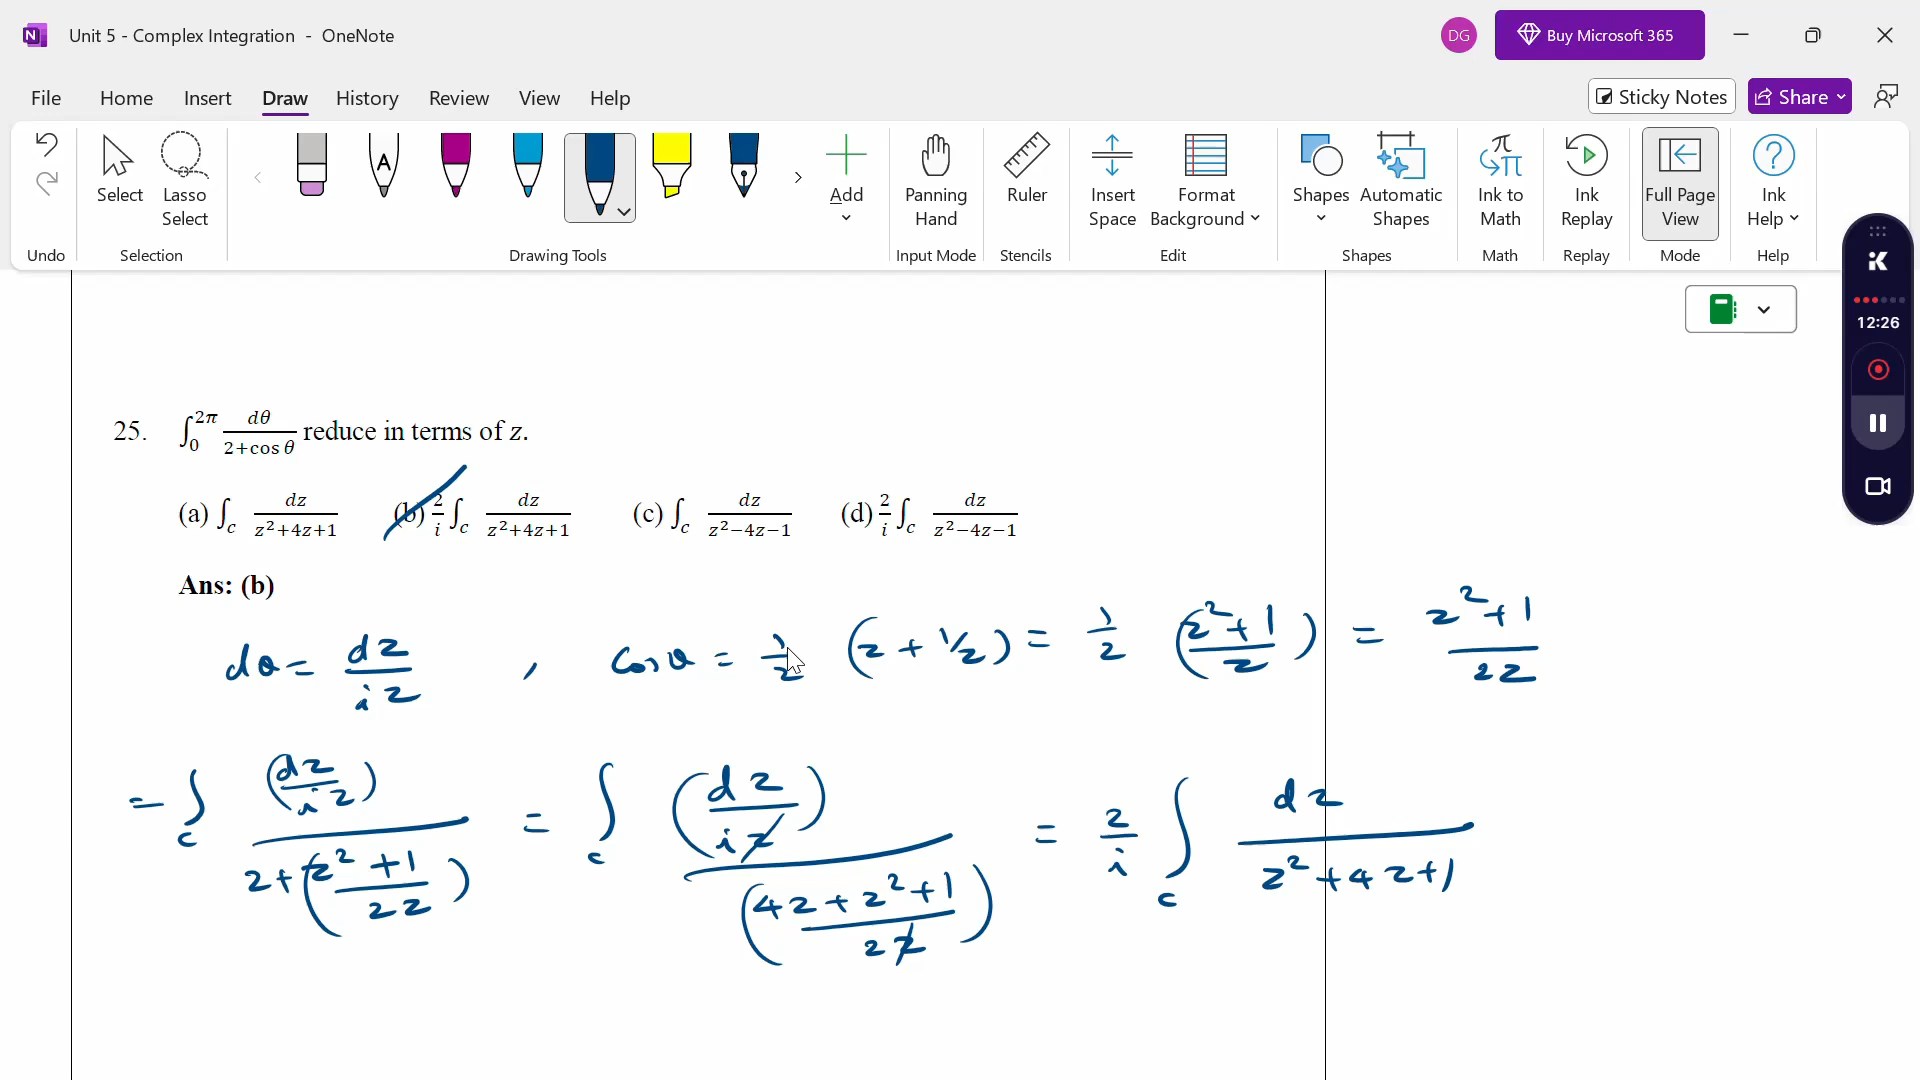 Unit 5 - Complex Integration - OneNote
DG
Buy Microsoft 365
File Home Insert Draw History Review View Help
Sticky Notes
Share
Select
Lasso Select
Add
Panning Hand
Ruler
Insert Space
Format Background
Shapes
Automatic Shapes
Ink to Math
Ink Replay
Full Page View
Ink Help
Undo Selection Drawing Tools Input Mode Stencils Edit Shapes Math Replay Mode Help
12:26
25. ∫₀^{2π} dθ/(2+cos θ) reduce in terms of z.
(a) ∫_c dz/(z²+4z+1) (b) 2/i ∫_c dz/(z²+4z+1) (c) ∫_c dz/(z²−4z−1) (d) 2/i ∫_c dz/(z²−4z−1)
Ans: (b)
dθ = dz/iz , cosθ = 1/2 (z + 1/z) = 1/2 ((z²+1)/z) = (z²+1)/2z
= ∫_c (dz/iz)/(2+((z²+1)/2z)) = ∫_c (dz/iz)/((4z+z²+1)/2z) = 2/i ∫_c dz/(z²+4z+1)